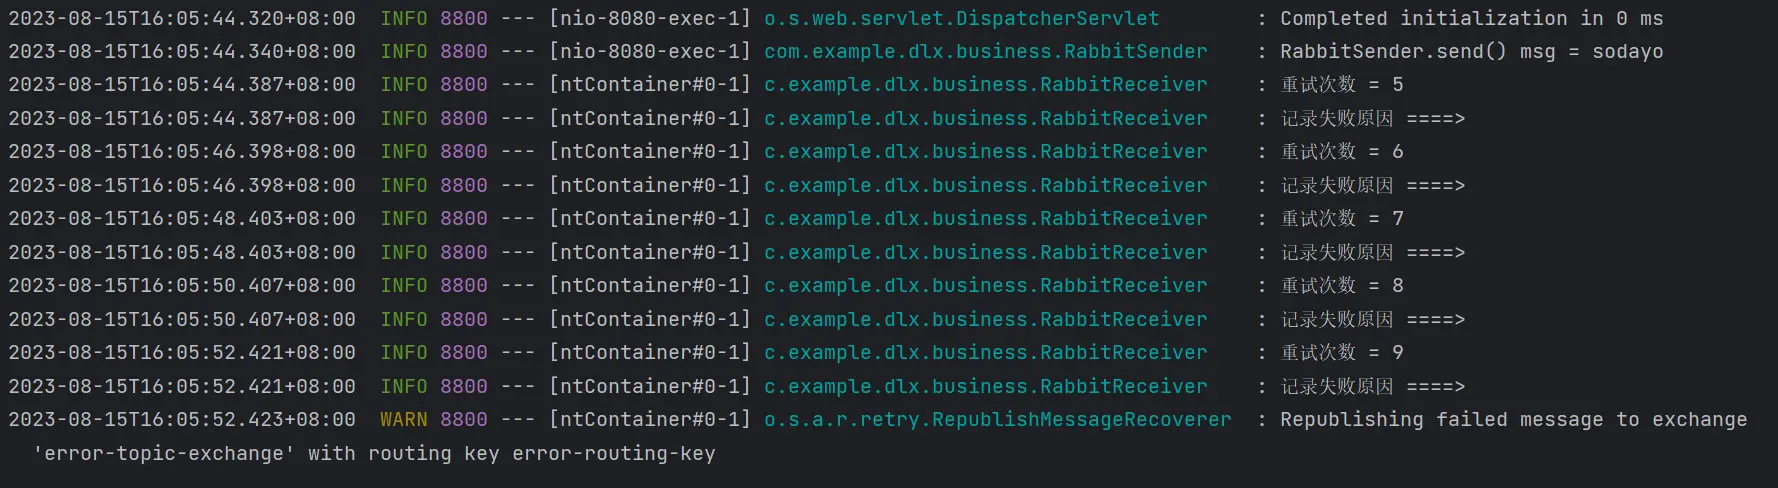 2023-08-15T16:05:44.320+08:00  INFO 8800 --- [nio-8080-exec-1] o.s.web.servlet.DispatcherServlet        : Completed initialization in 0 ms
2023-08-15T16:05:44.340+08:00  INFO 8800 --- [nio-8080-exec-1] com.example.dlx.business.RabbitSender    : RabbitSender.send() msg = sodayo
2023-08-15T16:05:44.387+08:00  INFO 8800 --- [ntContainer#0-1] c.example.dlx.business.RabbitReceiver    : 重试次数 = 5
2023-08-15T16:05:44.387+08:00  INFO 8800 --- [ntContainer#0-1] c.example.dlx.business.RabbitReceiver    : 记录失败原因 ====>
2023-08-15T16:05:46.398+08:00  INFO 8800 --- [ntContainer#0-1] c.example.dlx.business.RabbitReceiver    : 重试次数 = 6
2023-08-15T16:05:46.398+08:00  INFO 8800 --- [ntContainer#0-1] c.example.dlx.business.RabbitReceiver    : 记录失败原因 ====>
2023-08-15T16:05:48.403+08:00  INFO 8800 --- [ntContainer#0-1] c.example.dlx.business.RabbitReceiver    : 重试次数 = 7
2023-08-15T16:05:48.403+08:00  INFO 8800 --- [ntContainer#0-1] c.example.dlx.business.RabbitReceiver    : 记录失败原因 ====>
2023-08-15T16:05:50.407+08:00  INFO 8800 --- [ntContainer#0-1] c.example.dlx.business.RabbitReceiver    : 重试次数 = 8
2023-08-15T16:05:50.407+08:00  INFO 8800 --- [ntContainer#0-1] c.example.dlx.business.RabbitReceiver    : 记录失败原因 ====>
2023-08-15T16:05:52.421+08:00  INFO 8800 --- [ntContainer#0-1] c.example.dlx.business.RabbitReceiver    : 重试次数 = 9
2023-08-15T16:05:52.421+08:00  INFO 8800 --- [ntContainer#0-1] c.example.dlx.business.RabbitReceiver    : 记录失败原因 ====>
2023-08-15T16:05:52.423+08:00  WARN 8800 --- [ntContainer#0-1] o.s.a.r.retry.RepublishMessageRecoverer  : Republishing failed message to exchange
'error-topic-exchange' with routing key error-routing-key